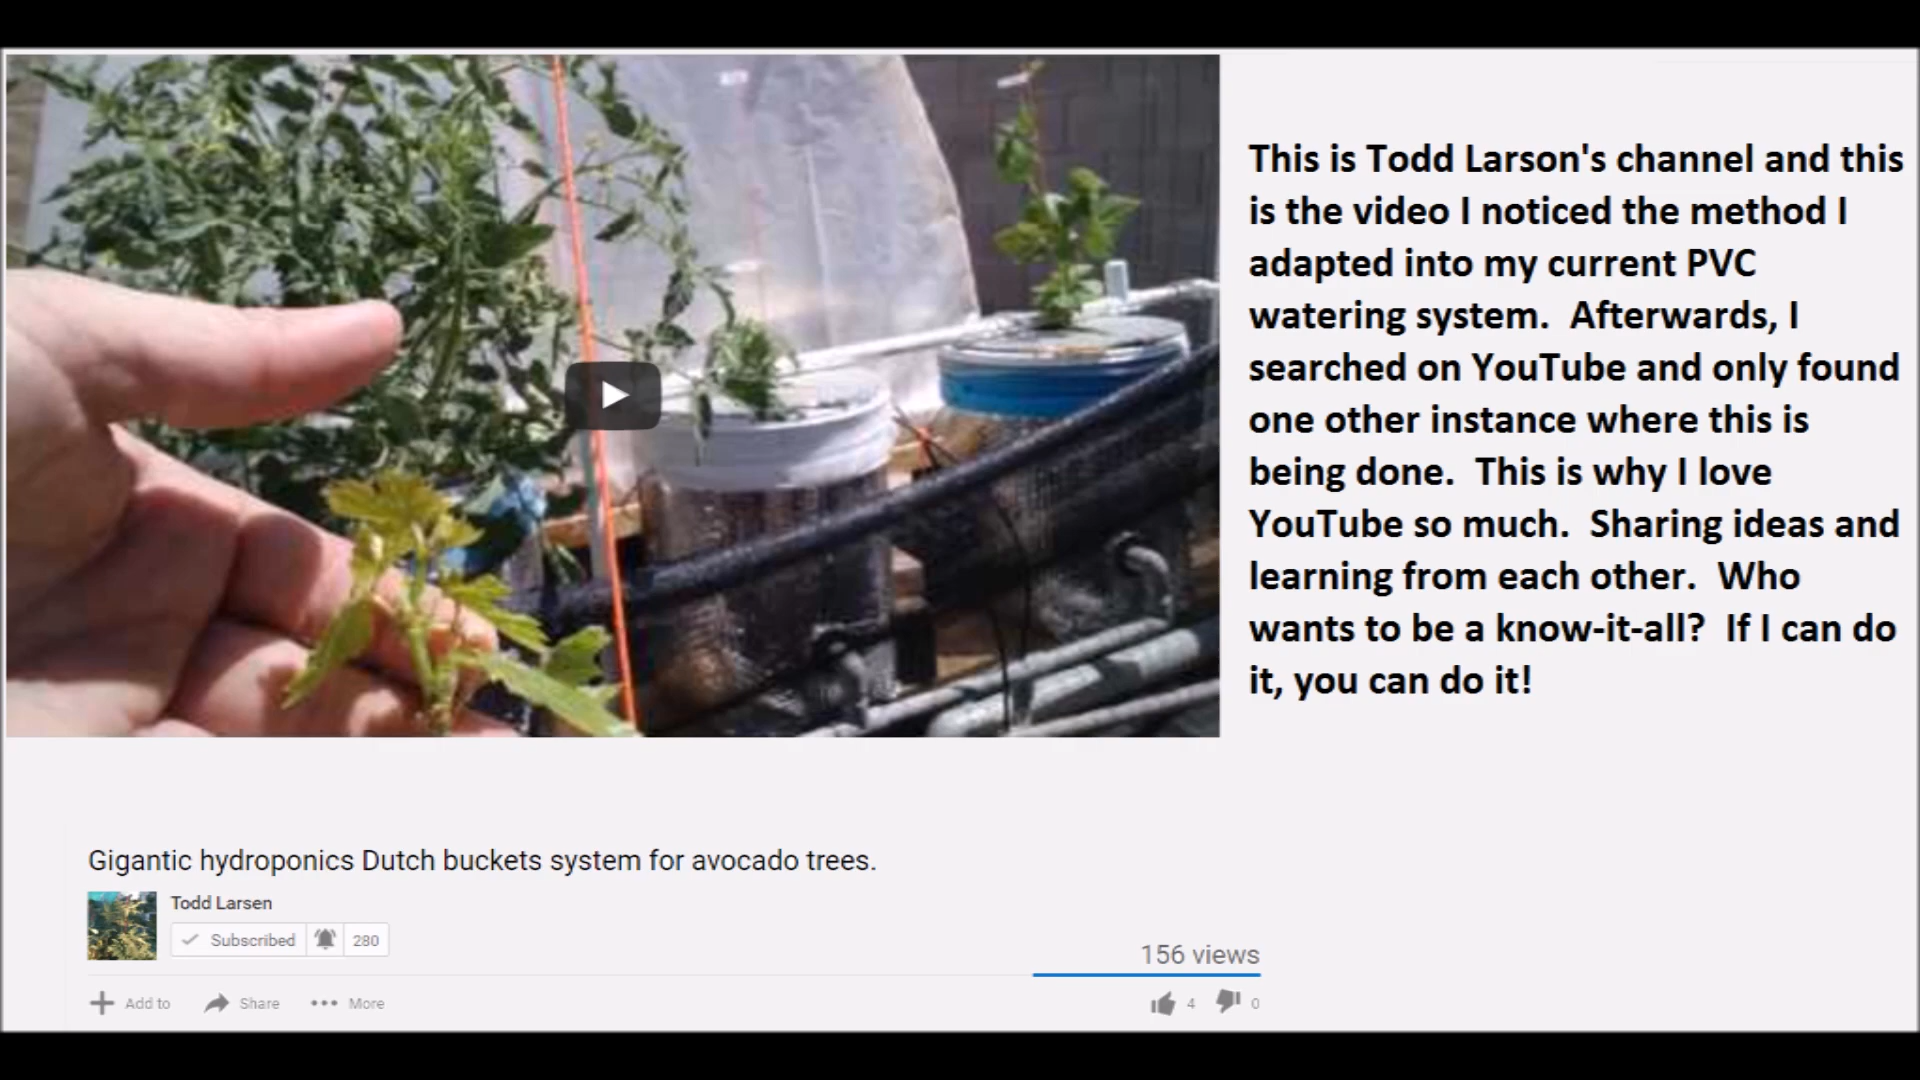 This is Todd Larson's channel and this
is the video I noticed the method I
adapted into my current PVC
watering system.  Afterwards, I
searched on YouTube and only found
one other instance where this is
being done.  This is why I love
YouTube so much.  Sharing ideas and
learning from each other.  Who
wants to be a know-it-all?  If I can do
it, you can do it!
Gigantic hydroponics Dutch buckets system for avocado trees.
Todd Larsen
Subscribed 280
156 views
Add to Share More 4 0